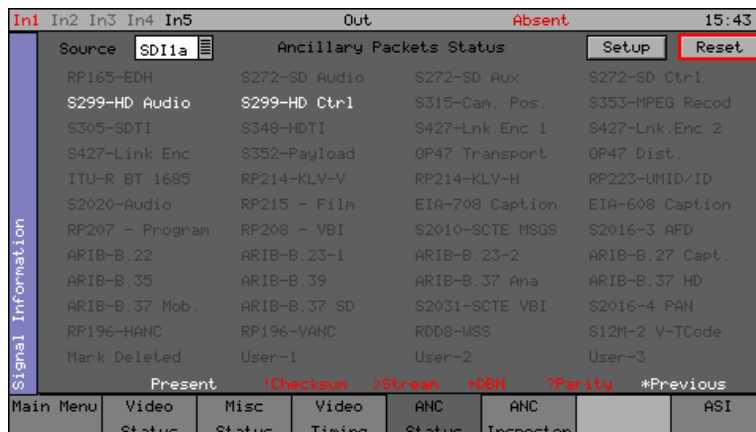 In1 In2 In3 In4 In5 Out Absent 15:43
Source SDI1a Ancillary Packets Status Setup Reset
RP165-EDH S272-SD Audio S272-SD Aux S272-SD Ctrl
S299-HD Audio S299-HD Ctrl S315-Cam. Pos. S353-MPEG Recod
S305-SDTI S348-HDTI S427-Lnk.Enc 1 S427-Lnk.Enc 2
S427-Link Enc S352-Payload OP47 Transport OP47 Dist.
ITU-R BT 1685 RP214-KLV-V RP214-KLV-H RP223-UMID/ID
S2020-Audio RP215 - Film EIA-708 Caption EIA-608 Caption
RP207 - Program RP208 - VBI S2010-SCTE MSGS S2016-3 AFD
ARIB-B.22 ARIB-B.23-1 ARIB-B.23-2 ARIB-B.27 Capt.
ARIB-B.35 ARIB-B.39 ARIB-B.37 Ana ARIB-B.37 HD
ARIB-B.37 Mob. ARIB-B.37 SD S2031-SCTE VBI S2016-4 PAN
RP196-HANC RP196-VANC RDD8-WSS S12M-2 V-TCode
Mark Deleted User-1 User-2 User-3
Present !Checksum >Stream +DBN ?Parity *Previous
Signal Information
Main Menu Video Misc Video ANC ANC ASI
Status Status Timing Status Inspector